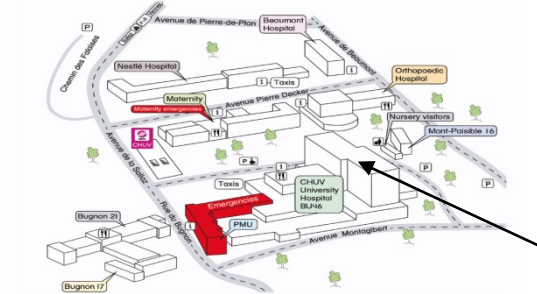 Avenue de Pierre-de-Plan
Beaumont
Hospital
P
Avenue de Beaumont
Chemin des Falaises
Nestlé Hospital
i
Taxis
i
Orthopaedic
Hospital
Avenue Pierre Decker
Maternity
Maternity emergencies
i
Nursery visitors
Mont-Paisible 16
CHUV
Avenue de la Sallaz
P
i
P
P
Taxis
CHUV
University
Hospital
BU46
Emergencies
i
PMU
Rue du Bugnon
Bugnon 21
Avenue Montagibert
Bugnon 17